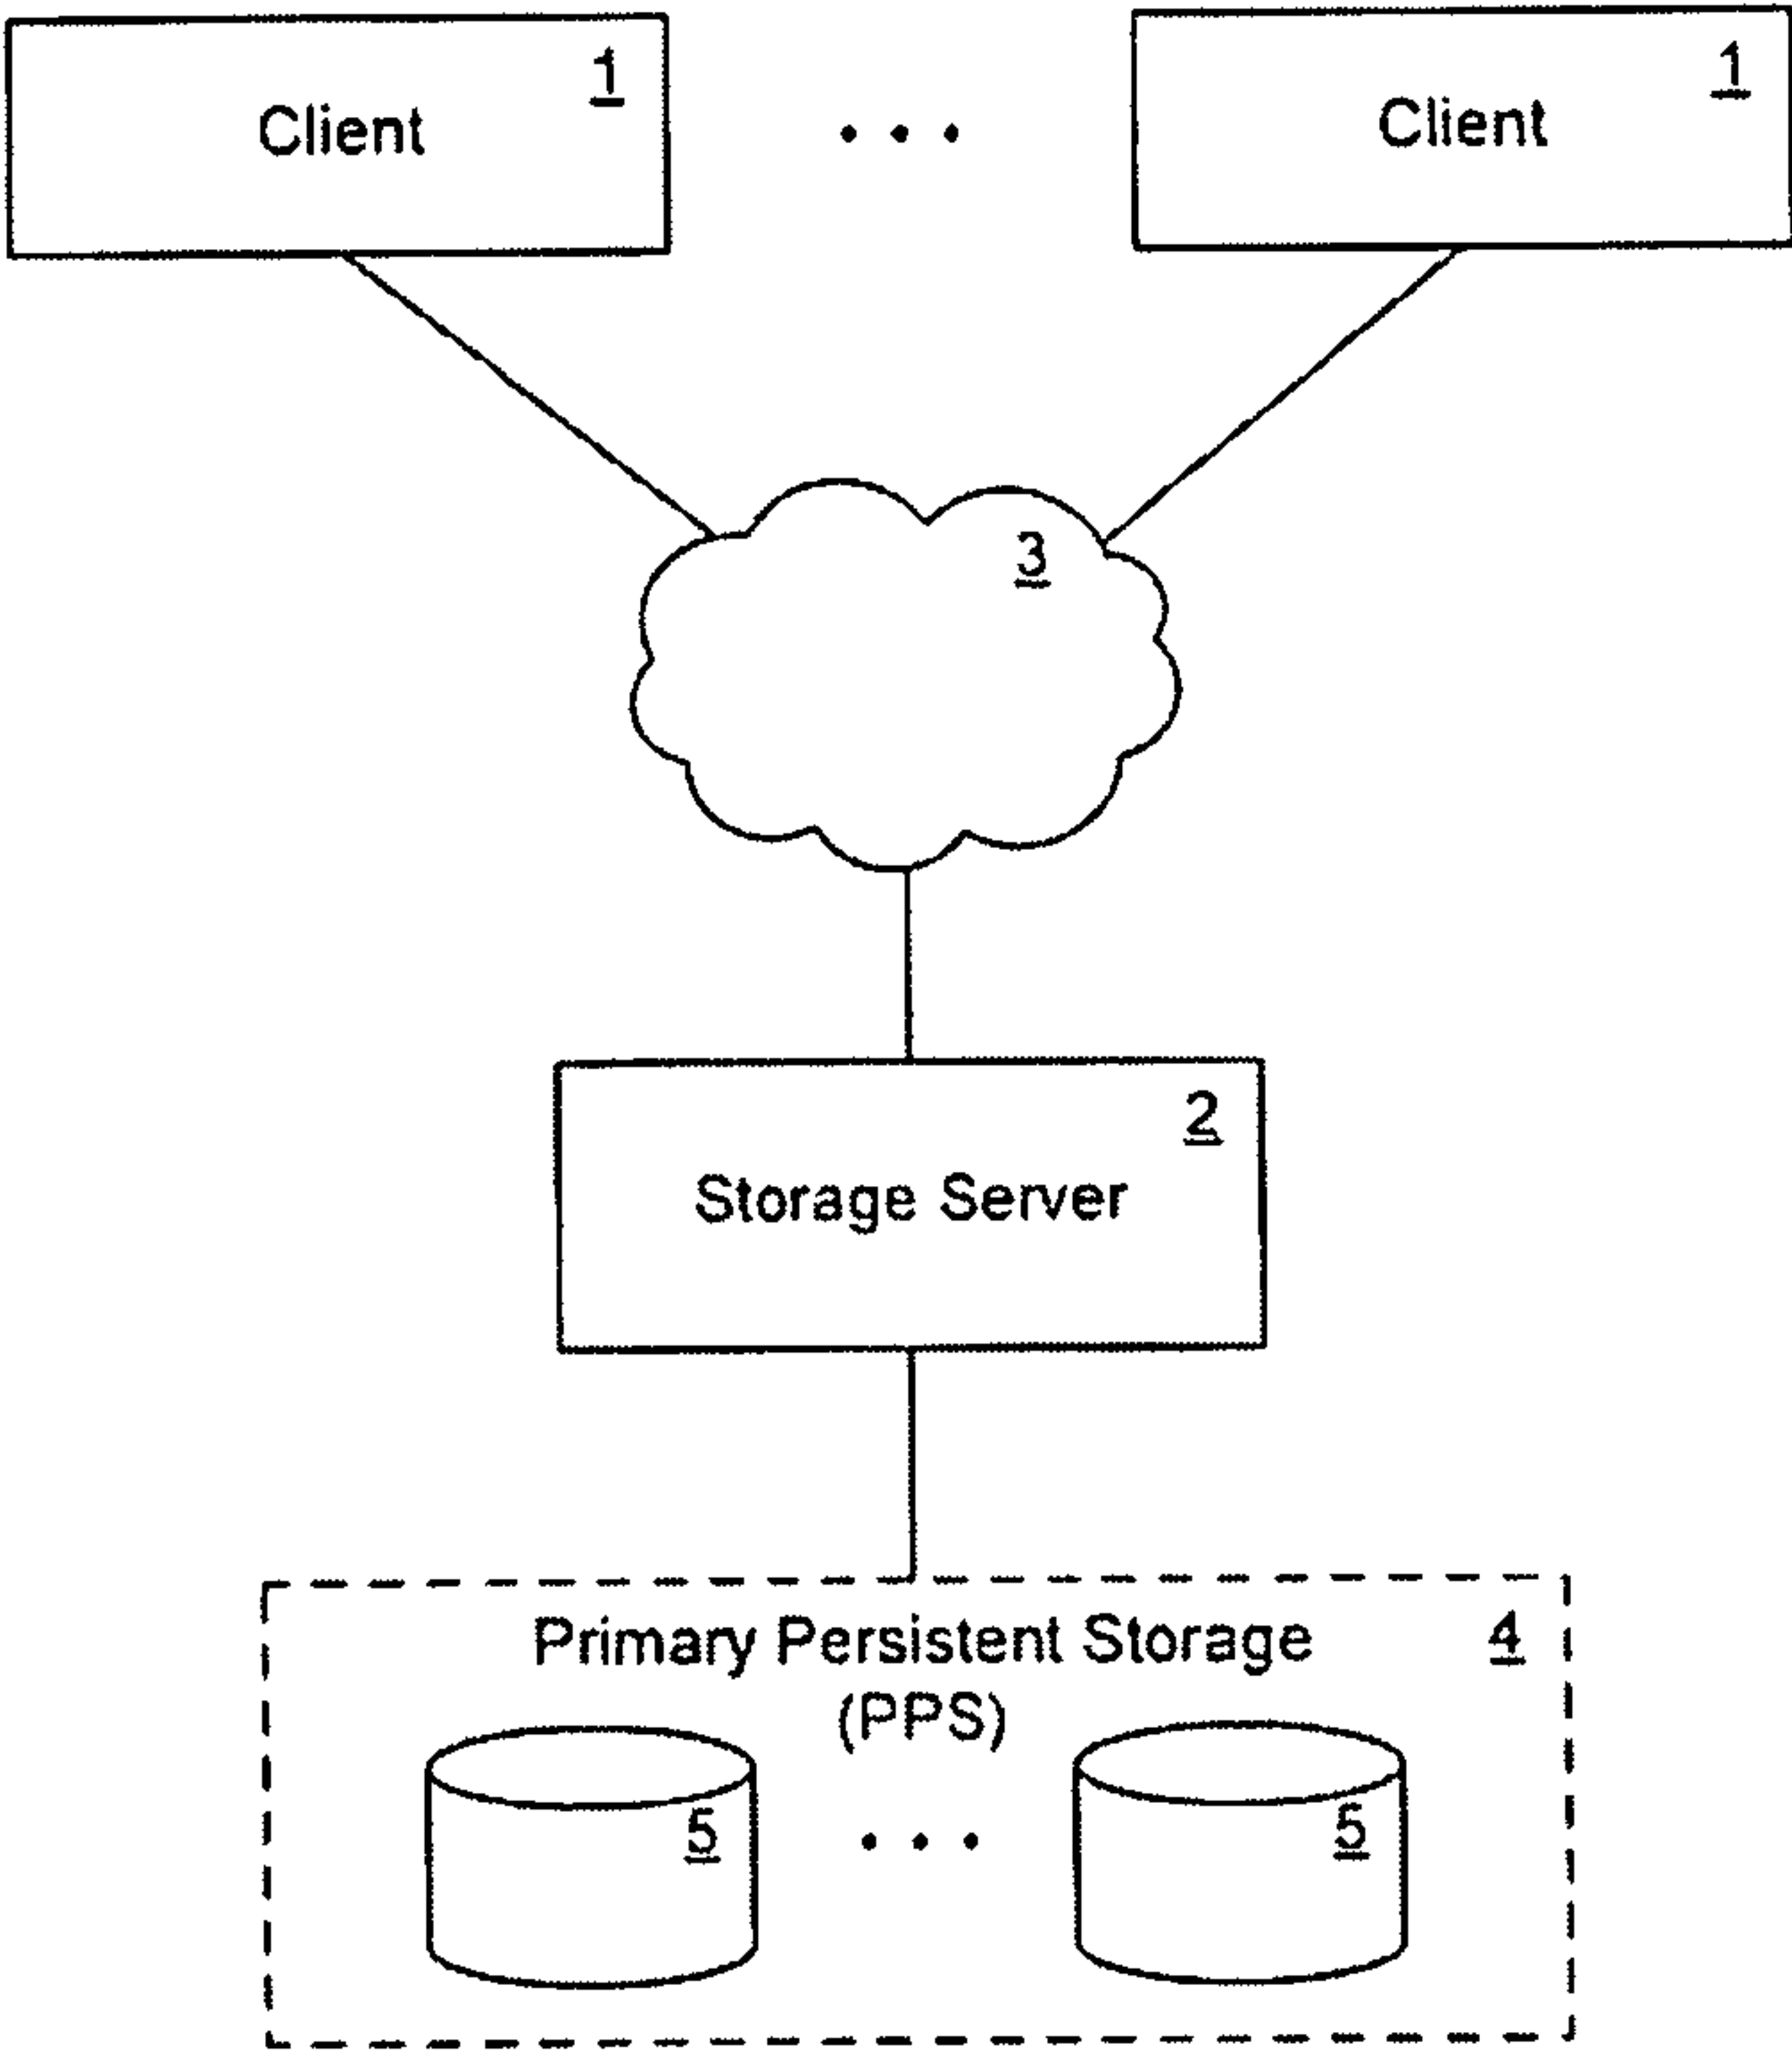 1
Client
. . .
1
Client
3
2
Storage Server
Primary Persistent Storage
4
(PPS)
5
. . .
5